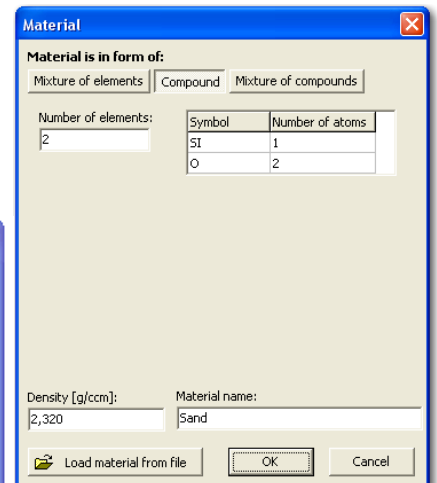 Material
Material is in form of:
Mixture of elements Compound Mixture of compounds
Number of elements:
2
Symbol Number of atoms
SI 1
O 2
Density [g/ccm]: Material name:
2,320 Sand
Load material from file OK Cancel